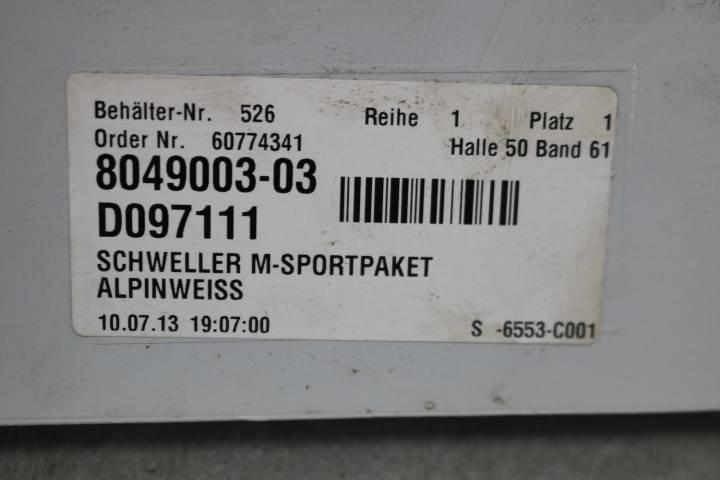 Behälter-Nr. 526 Reihe 1 Platz 1
Order Nr. 60774341 Halle 50 Band 61
8049003-03
D097111
SCHWELLER M-SPORTPAKET
ALPINWEISS
10.07.13 19:07:00 S -6553-C001